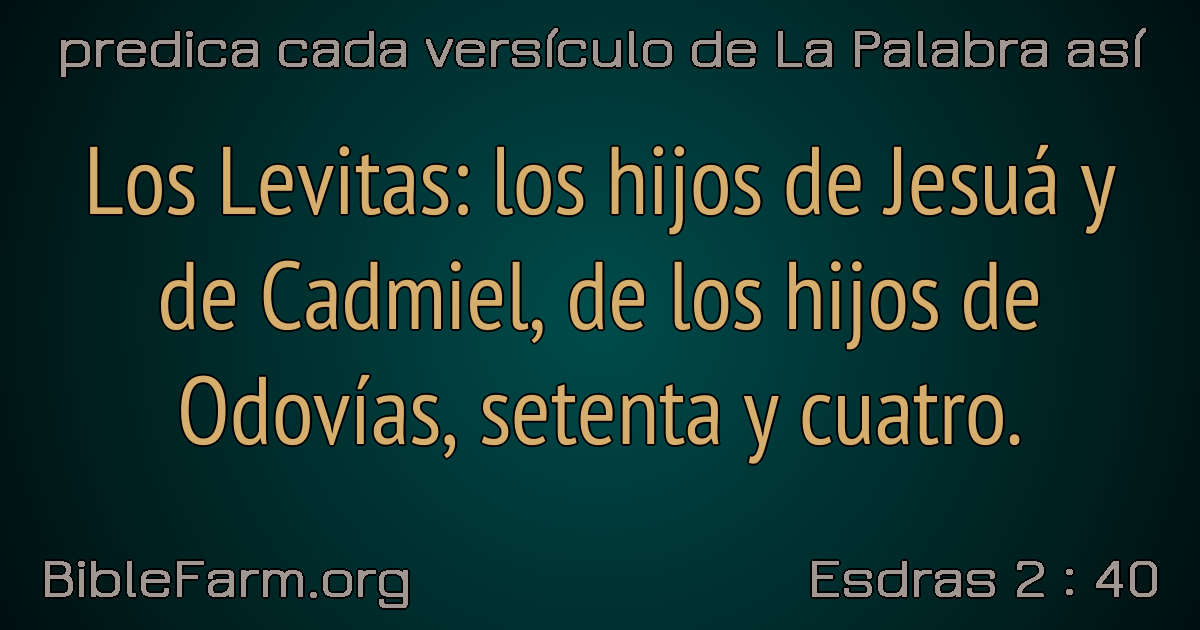 predica cada versículo de La Palabra así
Los Levitas: los hijos de Jesuá y
de Cadmiel, de los hijos de
Odovías, setenta y cuatro.
BibleFarm.org
Esdras 2 : 40